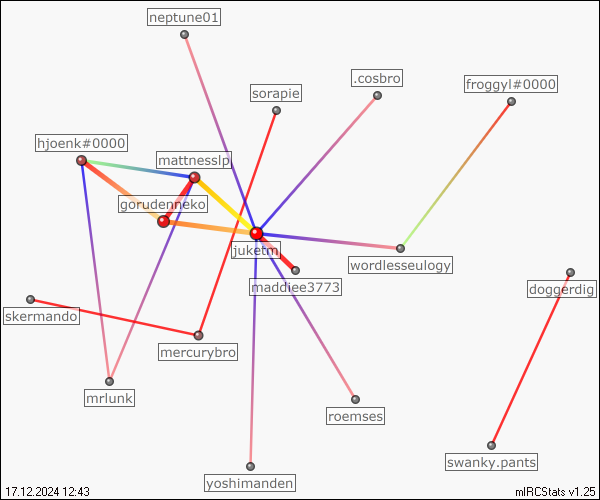 neptune01
.cosbro
froggyl#0000
sorapie
hjoenk#0000
mattnesslp
gorudenneko
juketm
wordlesseulogy
maddiee3773
doggerdig
skermando
mercurybro
mrlunk
roemses
swanky.pants
yoshimanden
17.12.2024 12:43
mIRCStats v1.25